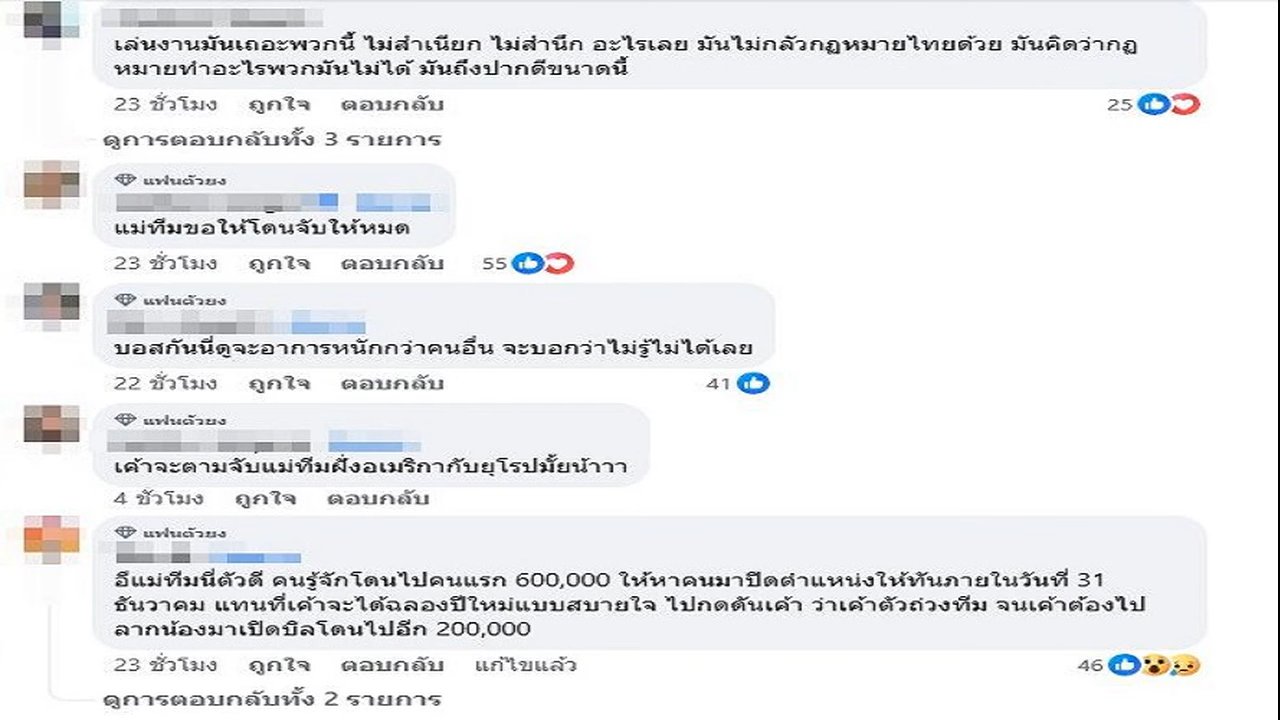 เล่นงานมันเถอะพวกนี้ ไม่สำเนียก ไม่สำนึก อะไรเลย มันไม่กลัวกฏหมายไทยด้วย มันคิดว่ากฏ
หมายทำอะไรพวกมันไม่ได้ มันถึงปากดีขนาดนี้
23 ชั่วโมง ถูกใจ ตอบกลับ 25
ดูการตอบกลับทั้ง 3 รายการ
แฟนตัวยง
แม่ทีมขอให้โดนจับให้หมด
23 ชั่วโมง ถูกใจ ตอบกลับ 55
แฟนตัวยง
บอสกันนี่ดูจะอาการหนักกว่าคนอื่น จะบอกว่าไม่รู้ไม่ได้เลย
22 ชั่วโมง ถูกใจ ตอบกลับ 41
แฟนตัวยง
เค้าจะตามจับแม่ทีมฝั่งอเมริกากับยุโรปมั้ยน้าาา
4 ชั่วโมง ถูกใจ ตอบกลับ
แฟนตัวยง
อีแม่ทีมนี่ตัวดี คนรู้จักโดนไปคนแรก 600,000 ให้หาคนมาปิดตำแหน่งให้ทันภายในวันที่ 31
ธันวาคม แทนที่เค้าจะได้ฉลองปีใหม่แบบสบายใจ ไปกดดันเค้า ว่าเค้าตัวถ่วงทีม จนเค้าต้องไป
ลากน้องมาเปิดบิลโดนไปอีก 200,000
23 ชั่วโมง ถูกใจ ตอบกลับ แก้ไขแล้ว 46
ดูการตอบกลับทั้ง 2 รายการ